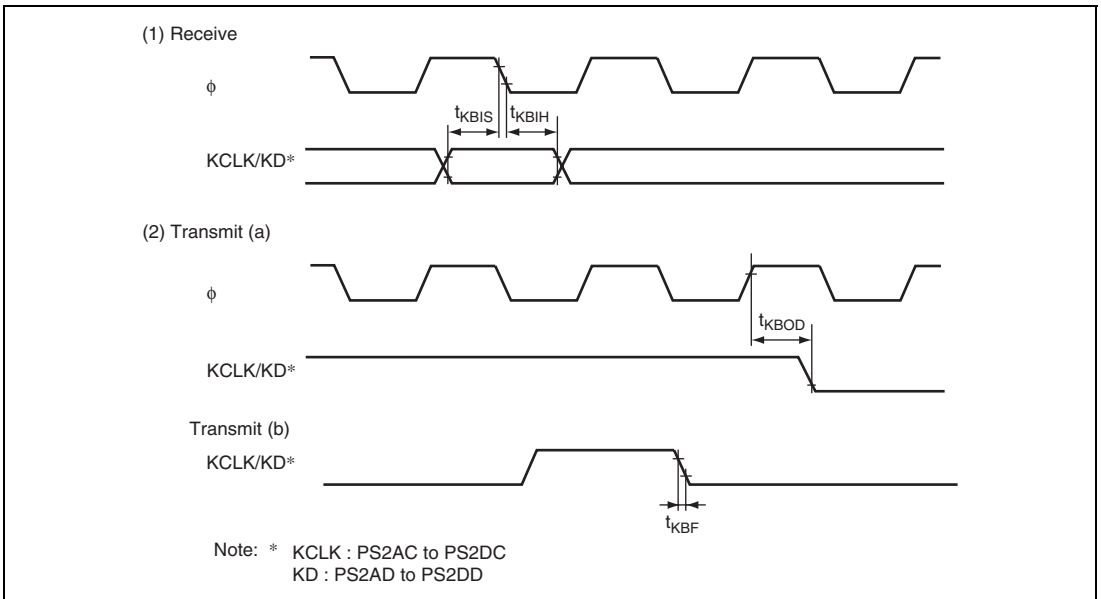 (1) Receive
ϕ
tKBIS
tKBIH
KCLK/KD*
(2) Transmit (a)
ϕ
tKBOD
KCLK/KD*
Transmit (b)
KCLK/KD*
tKBF
Note: * KCLK : PS2AC to PS2DC
KD : PS2AD to PS2DD